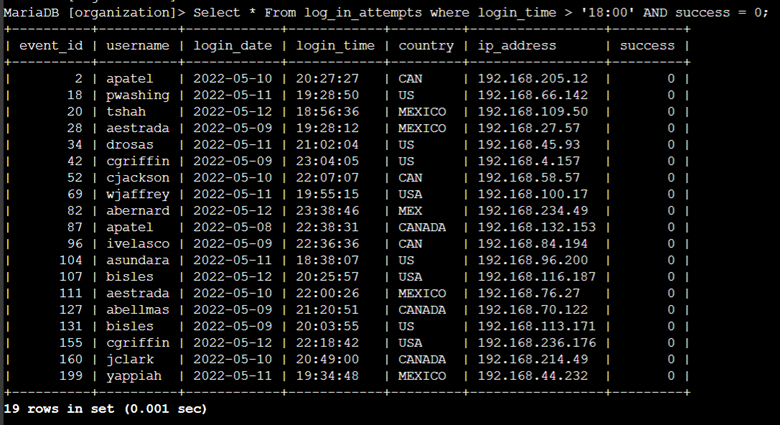 MariaDB [organization]> Select * From log_in_attempts where login_time > '18:00' AND success = 0;
+----------+----------+------------+------------+---------+-----------------+---------+
| event_id | username | login_date | login_time | country | ip_address      | success |
+----------+----------+------------+------------+---------+-----------------+---------+
|        2 | apatel   | 2022-05-10 | 20:27:27   | CAN     | 192.168.205.12  |       0 |
|       18 | pwashing | 2022-05-11 | 19:28:50   | US      | 192.168.66.142  |       0 |
|       20 | tshah    | 2022-05-12 | 18:56:36   | MEXICO  | 192.168.109.50  |       0 |
|       28 | aestrada | 2022-05-09 | 19:28:12   | MEXICO  | 192.168.27.57   |       0 |
|       34 | drosas   | 2022-05-11 | 21:02:04   | US      | 192.168.45.93   |       0 |
|       42 | cgriffin | 2022-05-09 | 23:04:05   | US      | 192.168.4.157   |       0 |
|       52 | cjackson | 2022-05-10 | 22:07:07   | CAN     | 192.168.58.57   |       0 |
|       69 | wjaffrey | 2022-05-11 | 19:55:15   | USA     | 192.168.100.17  |       0 |
|       82 | abernard | 2022-05-12 | 23:38:46   | MEX     | 192.168.234.49  |       0 |
|       87 | apatel   | 2022-05-08 | 22:38:31   | CANADA  | 192.168.132.153 |       0 |
|       96 | ivelasco | 2022-05-09 | 22:36:36   | CAN     | 192.168.84.194  |       0 |
|      104 | asundara | 2022-05-11 | 18:38:07   | US      | 192.168.96.200  |       0 |
|      107 | bisles   | 2022-05-12 | 20:25:57   | USA     | 192.168.116.187 |       0 |
|      111 | aestrada | 2022-05-10 | 22:00:26   | MEXICO  | 192.168.76.27   |       0 |
|      127 | abellmas | 2022-05-09 | 21:20:51   | CANADA  | 192.168.70.122  |       0 |
|      131 | bisles   | 2022-05-09 | 20:03:55   | US      | 192.168.113.171 |       0 |
|      155 | cgriffin | 2022-05-12 | 22:18:42   | USA     | 192.168.236.176 |       0 |
|      160 | jclark   | 2022-05-10 | 20:49:00   | CANADA  | 192.168.214.49  |       0 |
|      199 | yappiah  | 2022-05-11 | 19:34:48   | MEXICO  | 192.168.44.232  |       0 |
+----------+----------+------------+------------+---------+-----------------+---------+
19 rows in set (0.001 sec)